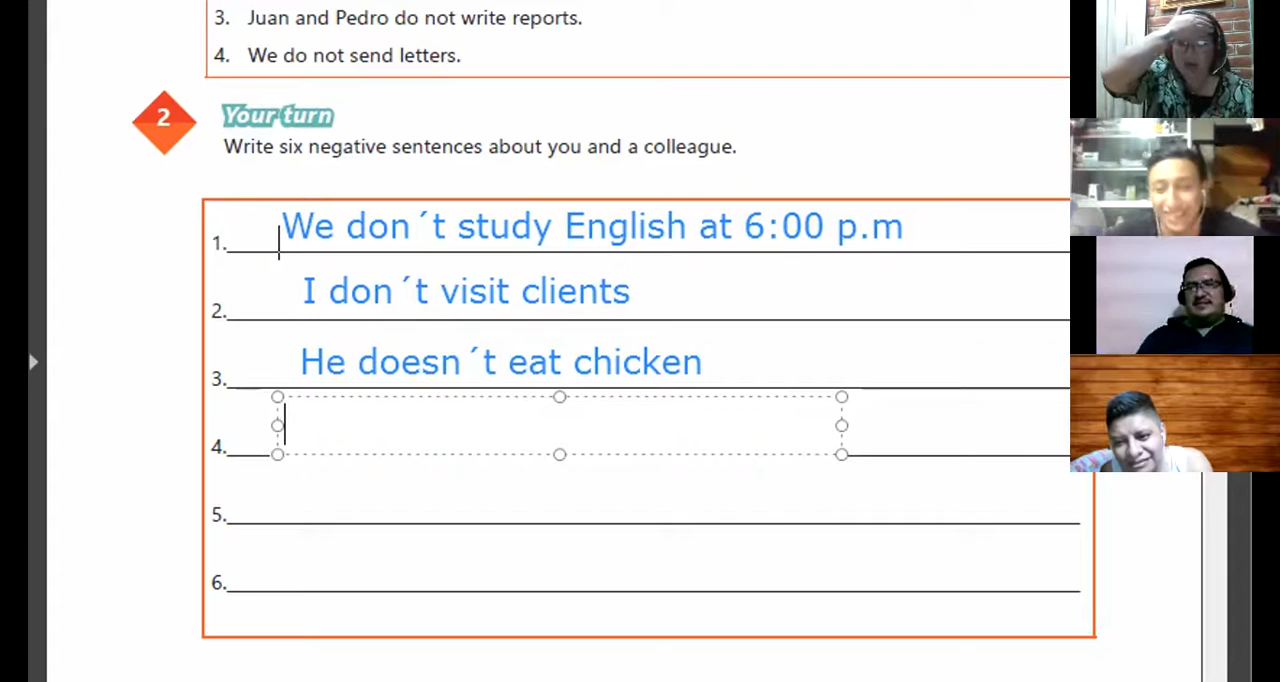 3. Juan and Pedro do not write reports.
4. We do not send letters.
2 Your turn
Write six negative sentences about you and a colleague.
1. We don´t study English at 6:00 p.m
2. I don´t visit clients
3. He doesn´t eat chicken
4.
5.
6.